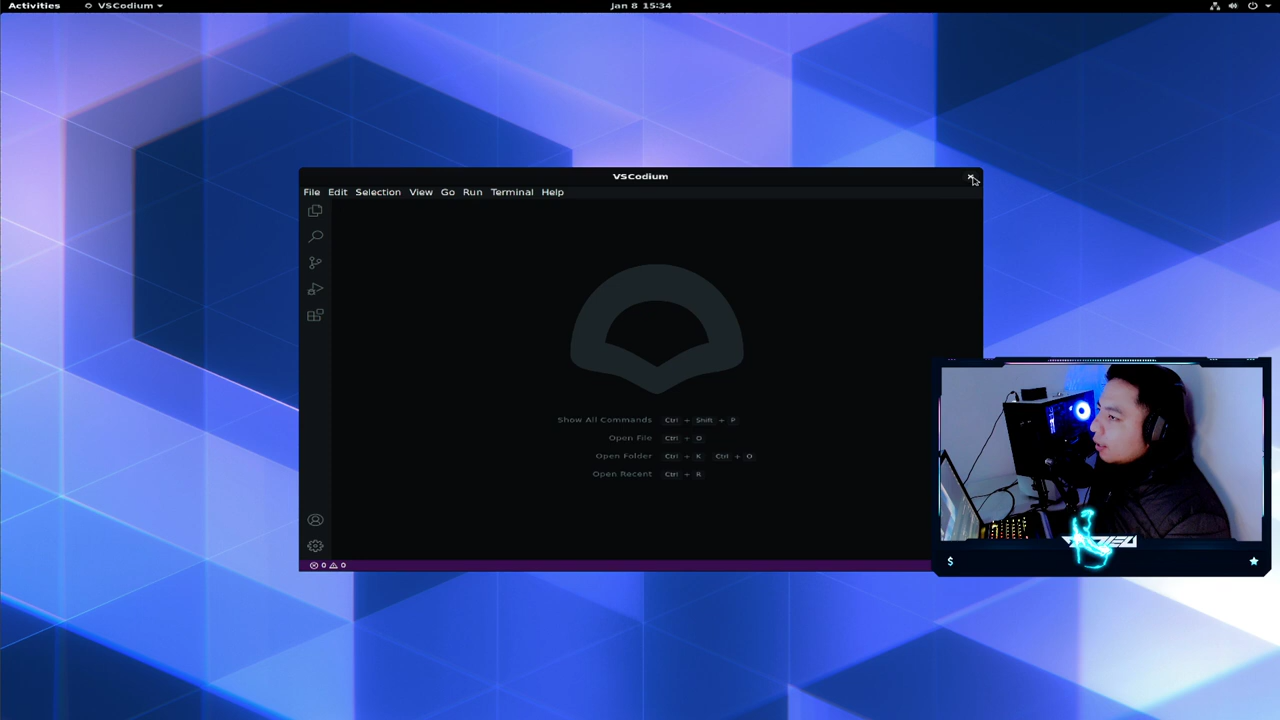 Activities VSCodium Jan 8 15:34
VSCodium
File Edit Selection View Go Run Terminal Help
Show All Commands Ctrl + Shift + P
Open File Ctrl + O
Open Folder Ctrl + K Ctrl + O
Open Recent Ctrl + R
0 0
$